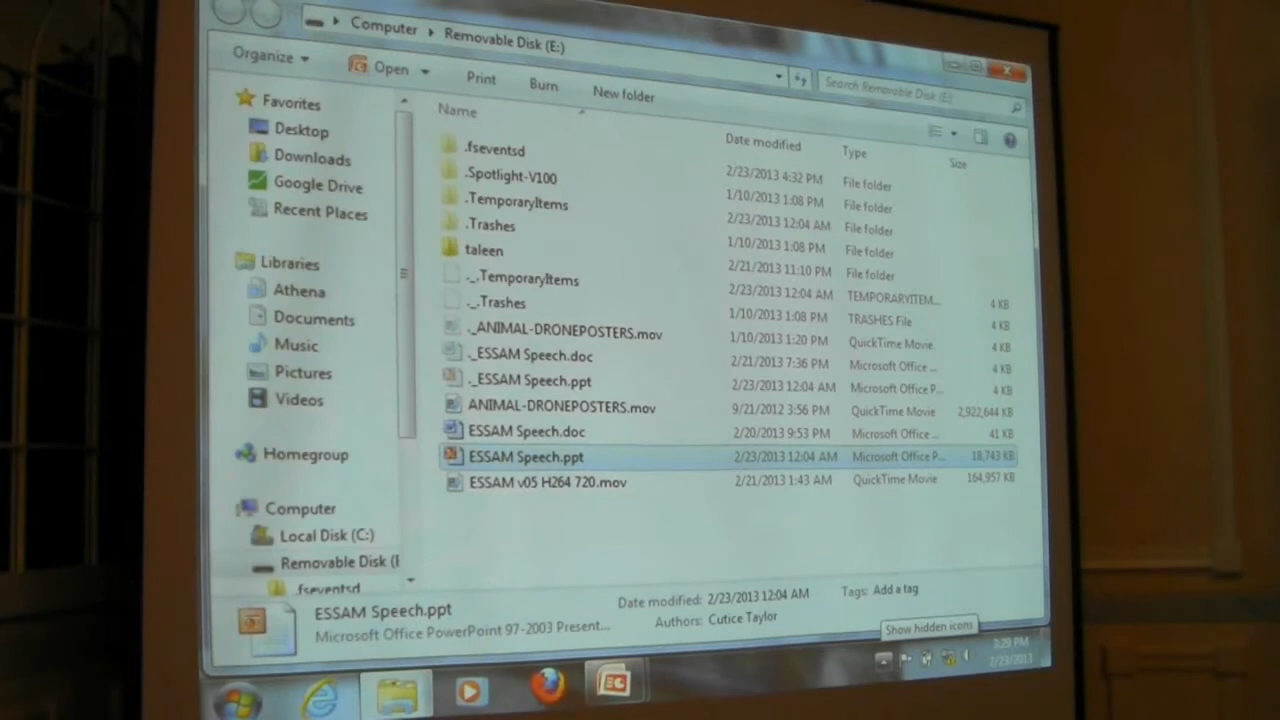 Computer ▸ Removable Disk (E:)
Search Removable Disk (E:)
Organize Open Print Burn New folder
Favorites
Desktop
Downloads
Google Drive
Recent Places
Libraries
Athena
Documents
Music
Pictures
Videos
Homegroup
Computer
Local Disk (C:)
Removable Disk (E
.fseventsd
Name Date modified Type Size
.fseventsd 2/23/2013 4:32 PM File folder
.Spotlight-V100 1/10/2013 1:08 PM File folder
.TemporaryItems 2/23/2013 12:04 AM File folder
.Trashes 1/10/2013 1:08 PM File folder
taleen 2/21/2013 11:10 PM File folder
._.TemporaryItems 2/23/2013 12:04 AM TEMPORARYITEM... 4 KB
._.Trashes 1/10/2013 1:08 PM TRASHES File 4 KB
._ANIMAL-DRONEPOSTERS.mov 1/10/2013 1:20 PM QuickTime Movie 4 KB
._ESSAM Speech.doc 2/21/2013 7:36 PM Microsoft Office ... 4 KB
._ESSAM Speech.ppt 2/23/2013 12:04 AM Microsoft Office P... 4 KB
ANIMAL-DRONEPOSTERS.mov 9/21/2012 3:56 PM QuickTime Movie 2,922,644 KB
ESSAM Speech.doc 2/20/2013 9:53 PM Microsoft Office ... 41 KB
ESSAM Speech.ppt 2/23/2013 12:04 AM Microsoft Office P... 18,743 KB
ESSAM v05 H264 720.mov 2/21/2013 1:43 AM QuickTime Movie 164,957 KB
ESSAM Speech.ppt Date modified: 2/23/2013 12:04 AM Tags: Add a tag
Microsoft Office PowerPoint 97-2003 Present... Authors: Cutice Taylor
Show hidden icons
3:29 PM
2/23/2013